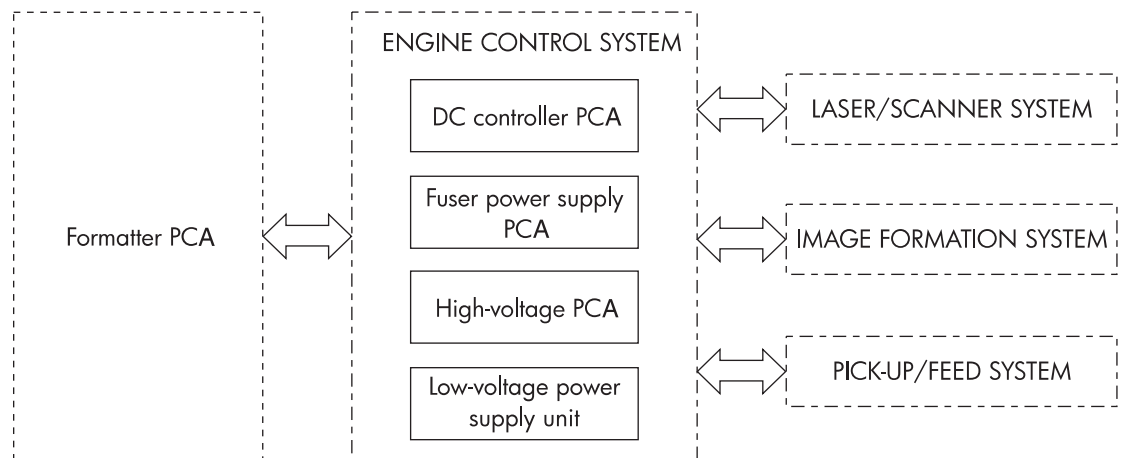 Formatter PCA
ENGINE CONTROL SYSTEM
DC controller PCA
Fuser power supply
PCA
High-voltage PCA
Low-voltage power
supply unit
LASER/SCANNER SYSTEM
IMAGE FORMATION SYSTEM
PICK-UP/FEED SYSTEM